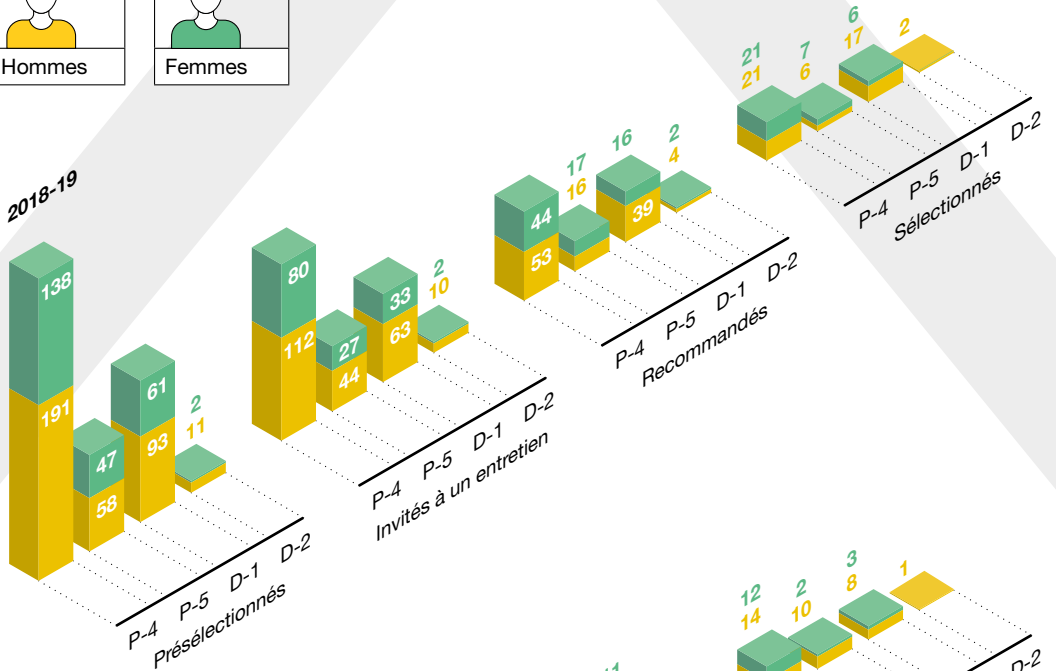 Hommes
Femmes
2018-19
138
191
47
58
61
93
2
11
P-4
P-5
D-1
D-2
Présélectionnés
80
112
27
44
33
63
2
10
P-4
P-5
D-1
D-2
Invités à un entretien
44
53
17
16
16
39
2
4
P-4
P-5
D-1
D-2
Recommandés
21
21
7
6
6
17
2
P-4
P-5
D-1
D-2
Sélectionnés
12
14
2
10
3
8
1
D-2